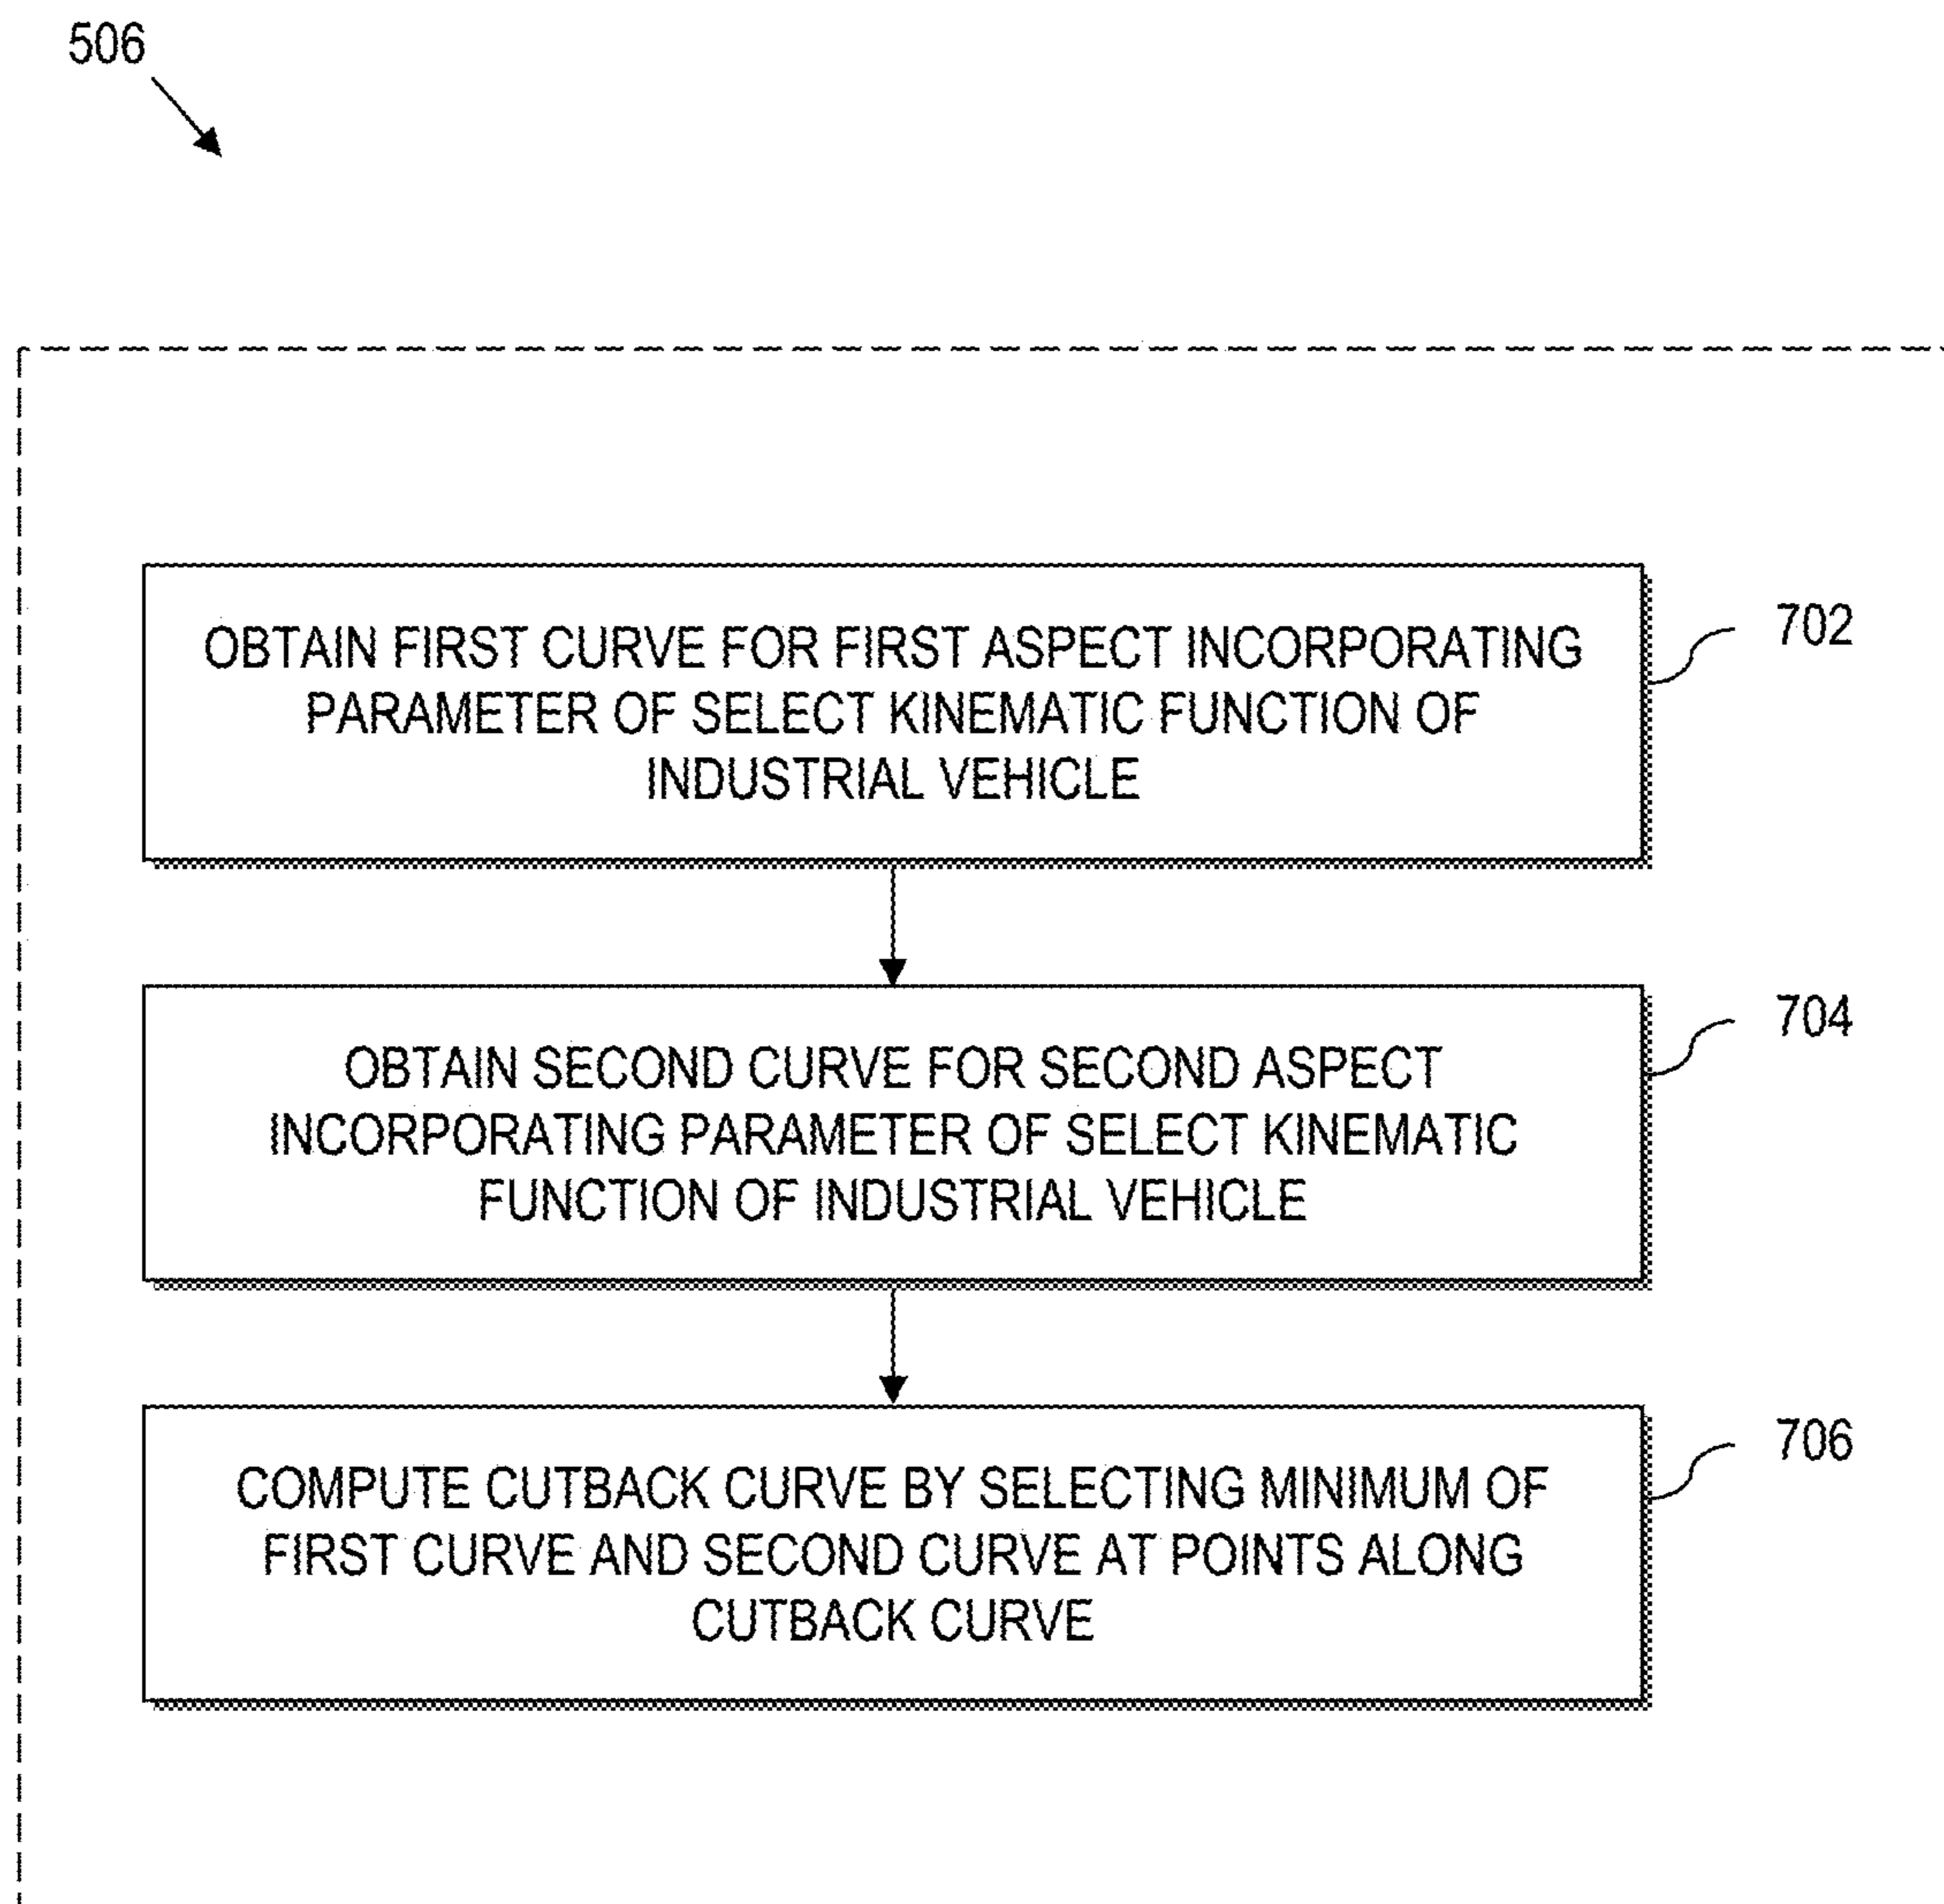 506
OBTAIN FIRST CURVE FOR FIRST ASPECT INCORPORATING
PARAMETER OF SELECT KINEMATIC FUNCTION OF
INDUSTRIAL VEHICLE
702
OBTAIN SECOND CURVE FOR SECOND ASPECT
INCORPORATING PARAMETER OF SELECT KINEMATIC
FUNCTION OF INDUSTRIAL VEHICLE
704
COMPUTE CUTBACK CURVE BY SELECTING MINIMUM OF
FIRST CURVE AND SECOND CURVE AT POINTS ALONG
CUTBACK CURVE
706